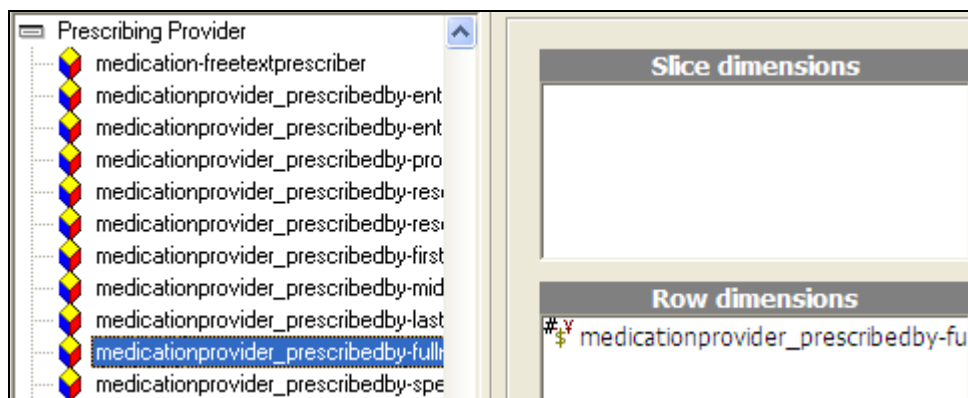 Prescribing Provider
medication-freetextprescriber
medicationprovider_prescribedby-ent
medicationprovider_prescribedby-ent
medicationprovider_prescribedby-pro
medicationprovider_prescribedby-res
medicationprovider_prescribedby-res
medicationprovider_prescribedby-first
medicationprovider_prescribedby-mid
medicationprovider_prescribedby-last
medicationprovider_prescribedby-full
medicationprovider_prescribedby-spe
Slice dimensions
Row dimensions
#$¥ medicationprovider_prescribedby-fu